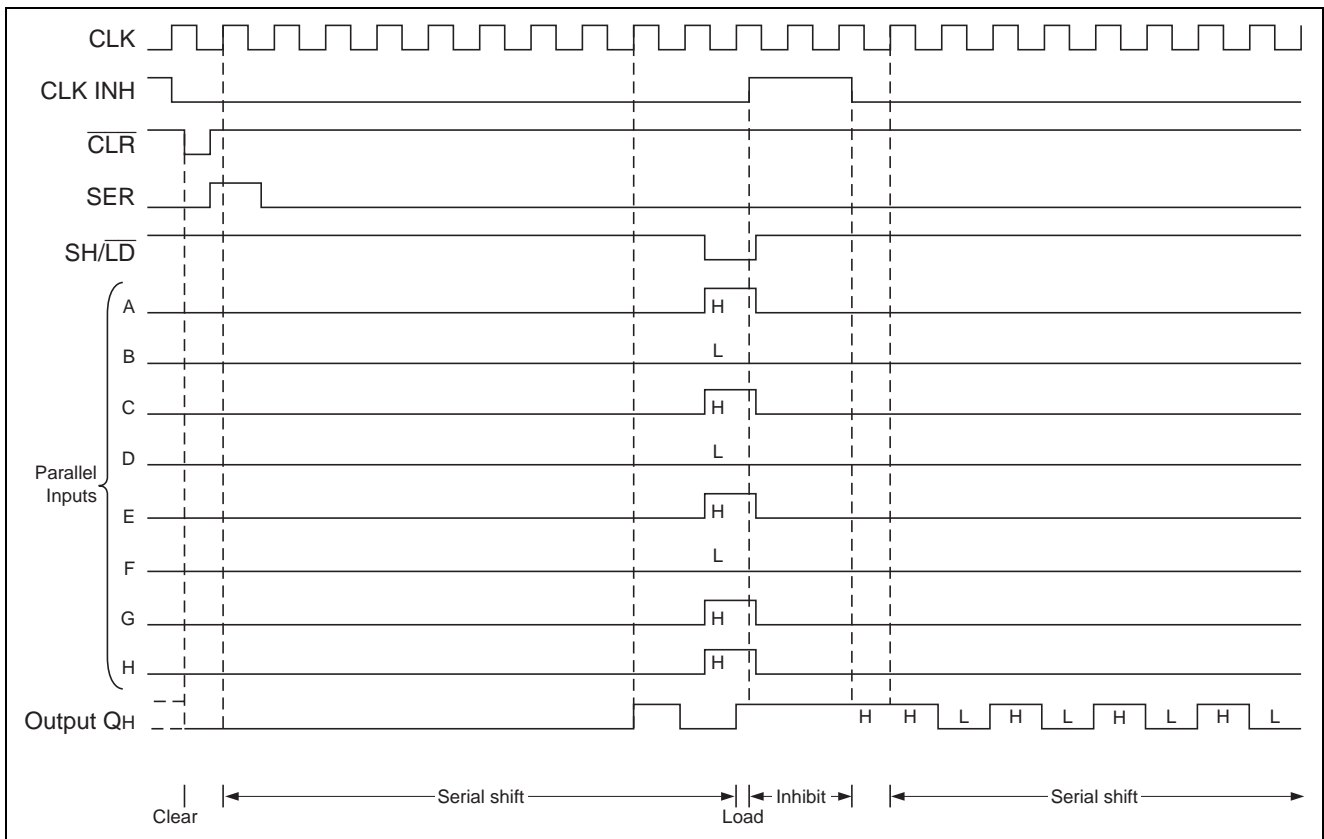 CLK
CLK INH
CLR
SER
SH/LD
Parallel
Inputs
A H
B L
C H
D L
E H
F L
G H
H H
Output QH H H L H L H L H L
Clear Serial shift Load Inhibit Serial shift